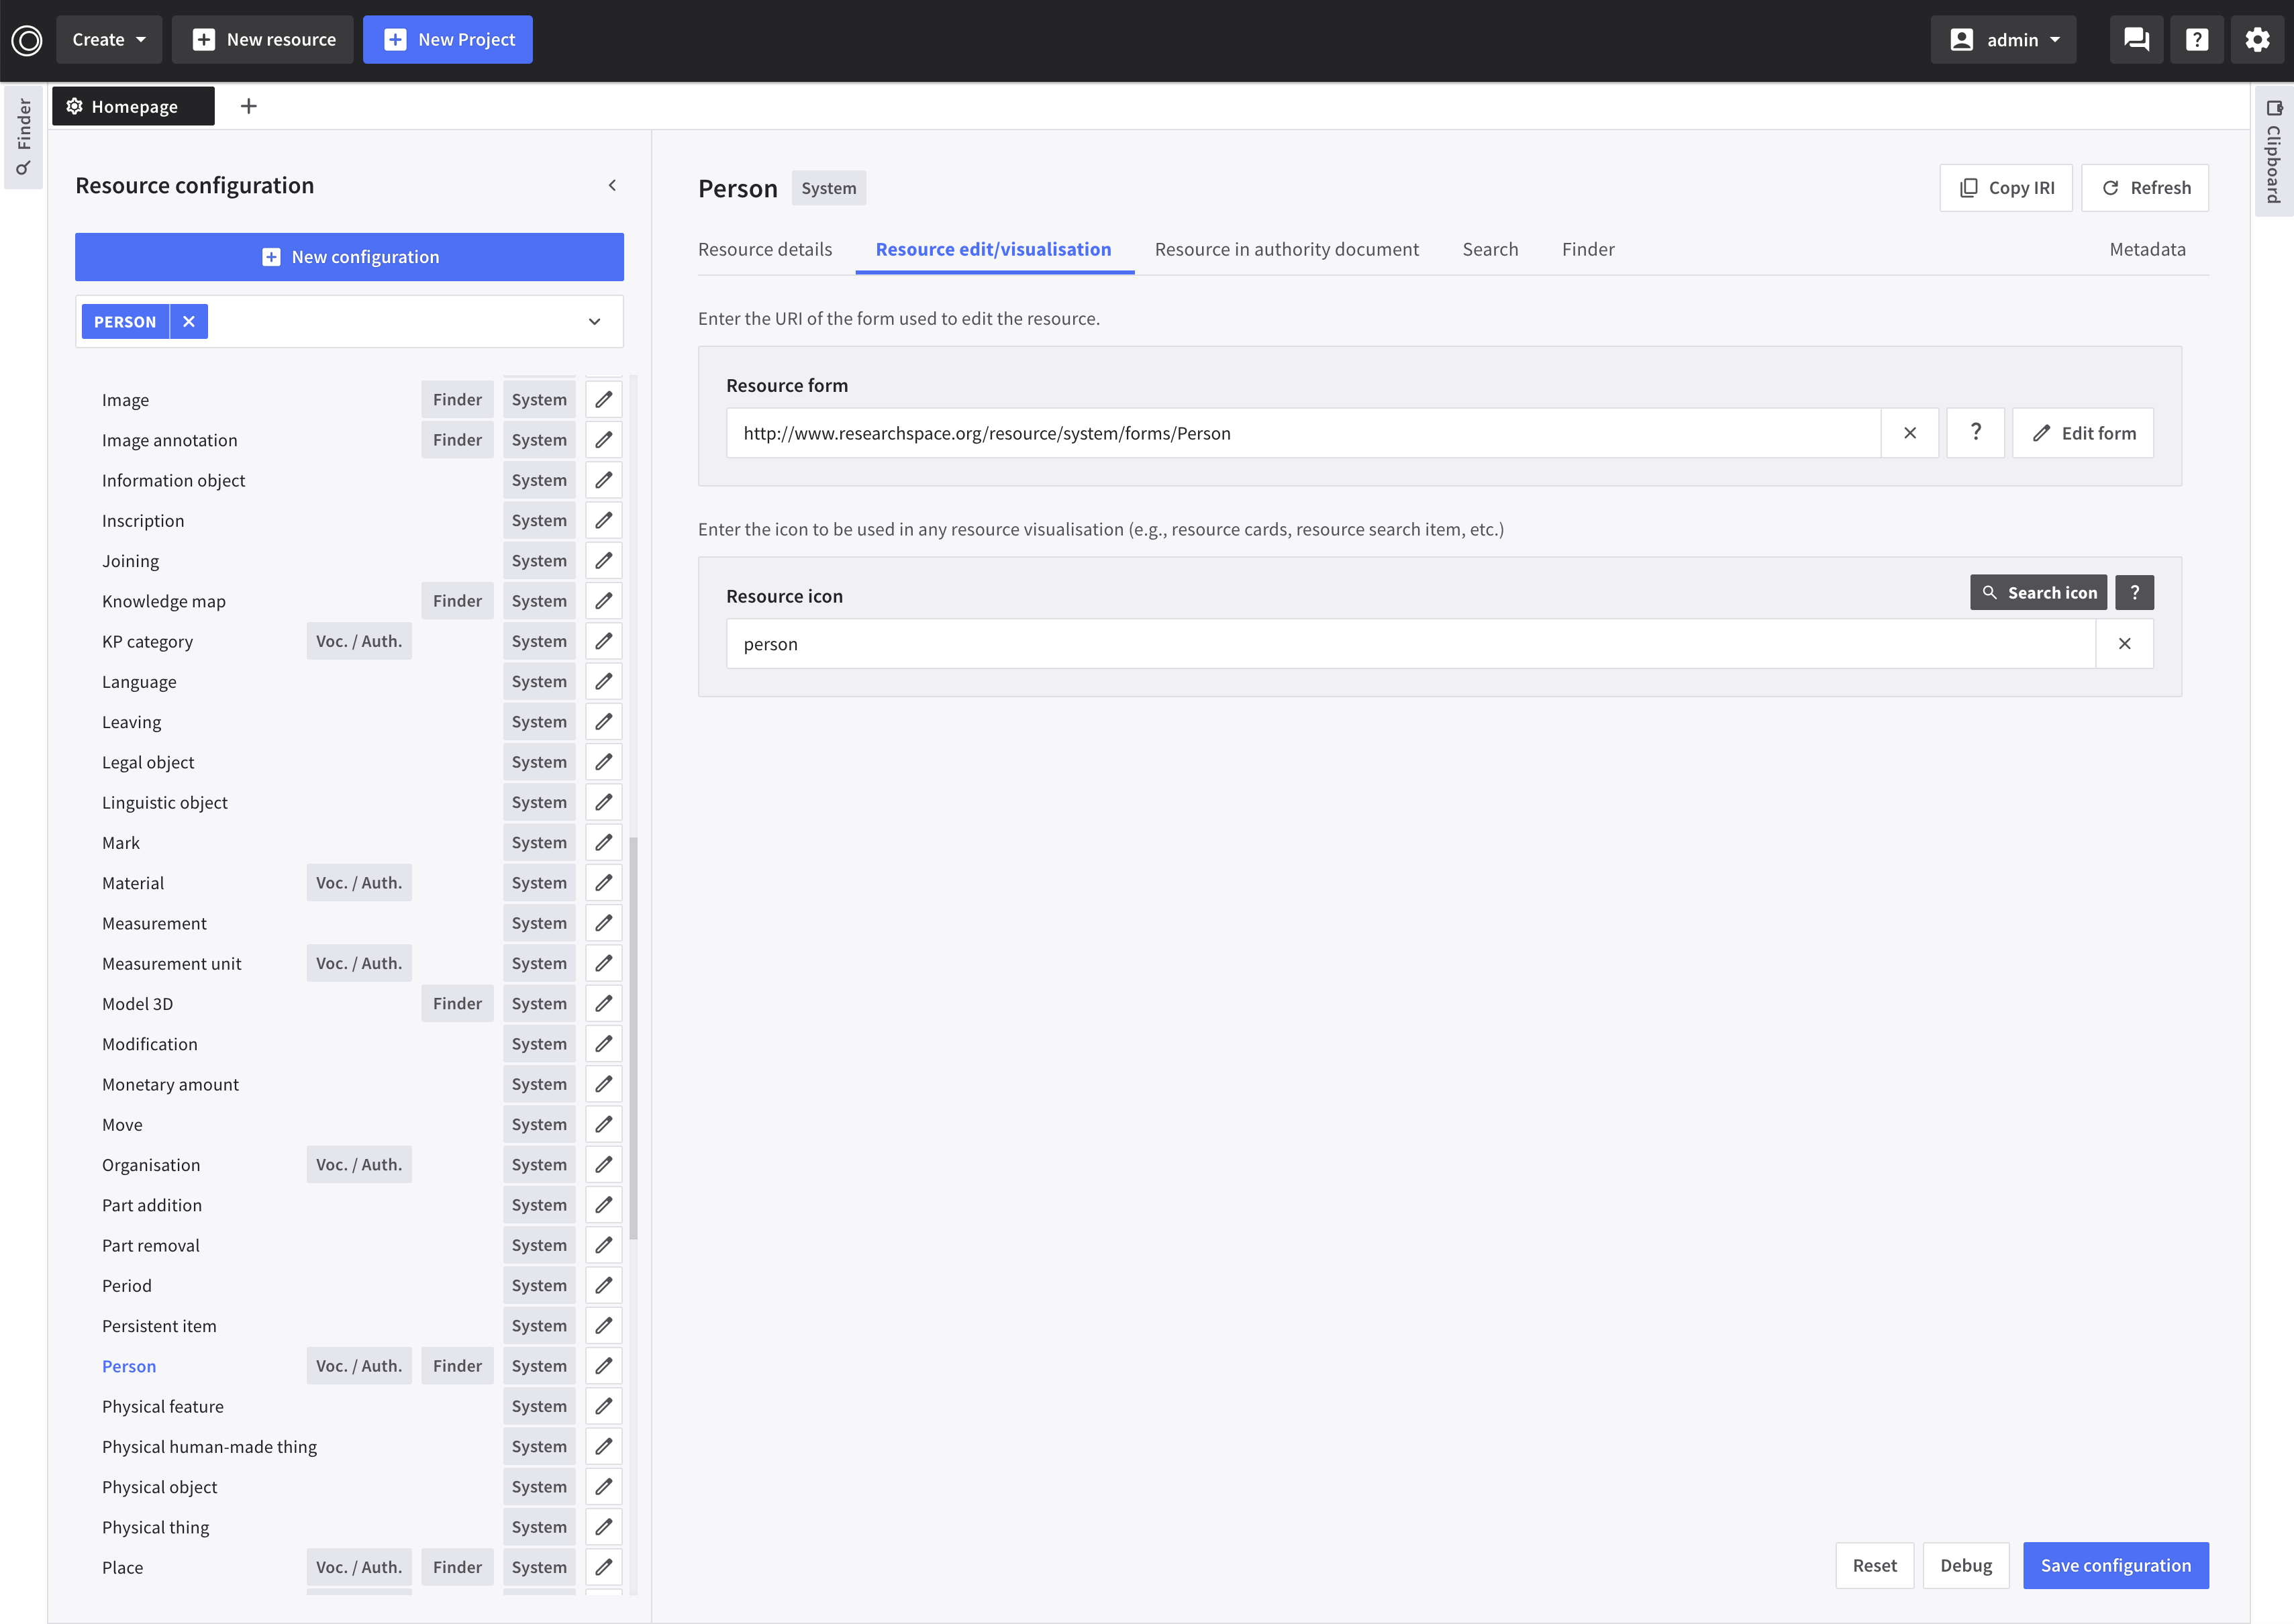 Create New resource New Project admin
Finder
Homepage
Clipboard
Resource configuration
New configuration
PERSON
Image Finder System
Image annotation Finder System
Information object System
Inscription System
Joining System
Knowledge map Finder System
KP category Voc. / Auth. System
Language System
Leaving System
Legal object System
Linguistic object System
Mark System
Material Voc. / Auth. System
Measurement System
Measurement unit Voc. / Auth. System
Model 3D Finder System
Modification System
Monetary amount System
Move System
Organisation Voc. / Auth. System
Part addition System
Part removal System
Period System
Persistent item System
Person Voc. / Auth. Finder System
Physical feature System
Physical human-made thing System
Physical object System
Physical thing System
Place Voc. / Auth. Finder System
Person System Copy IRI Refresh
Resource details Resource edit/visualisation Resource in authority document Search Finder Metadata
Enter the URI of the form used to edit the resource.
Resource form
http://www.researchspace.org/resource/system/forms/Person ? Edit form
Enter the icon to be used in any resource visualisation (e.g., resource cards, resource search item, etc.)
Resource icon Search icon ?
person
Reset Debug Save configuration